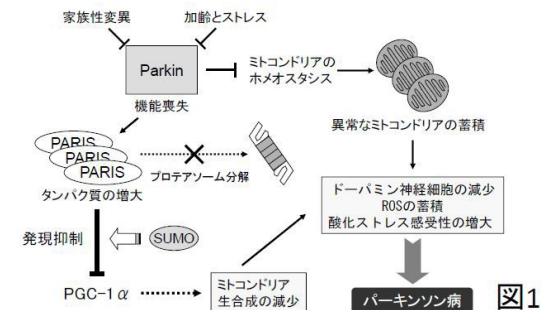 家族性変異
加齢とストレス
Parkin
機能喪失
ミトコンドリアの
ホメオスタシス
異常なミトコンドリアの蓄積
PARIS
PARIS
PARIS
タンパク質の増大
プロテアソーム分解
ドーパミン神経細胞の減少
ROSの蓄積
酸化ストレス感受性の増大
発現抑制
SUMO
PGC-1α
ミトコンドリア
生合成の減少
パーキンソン病
図1